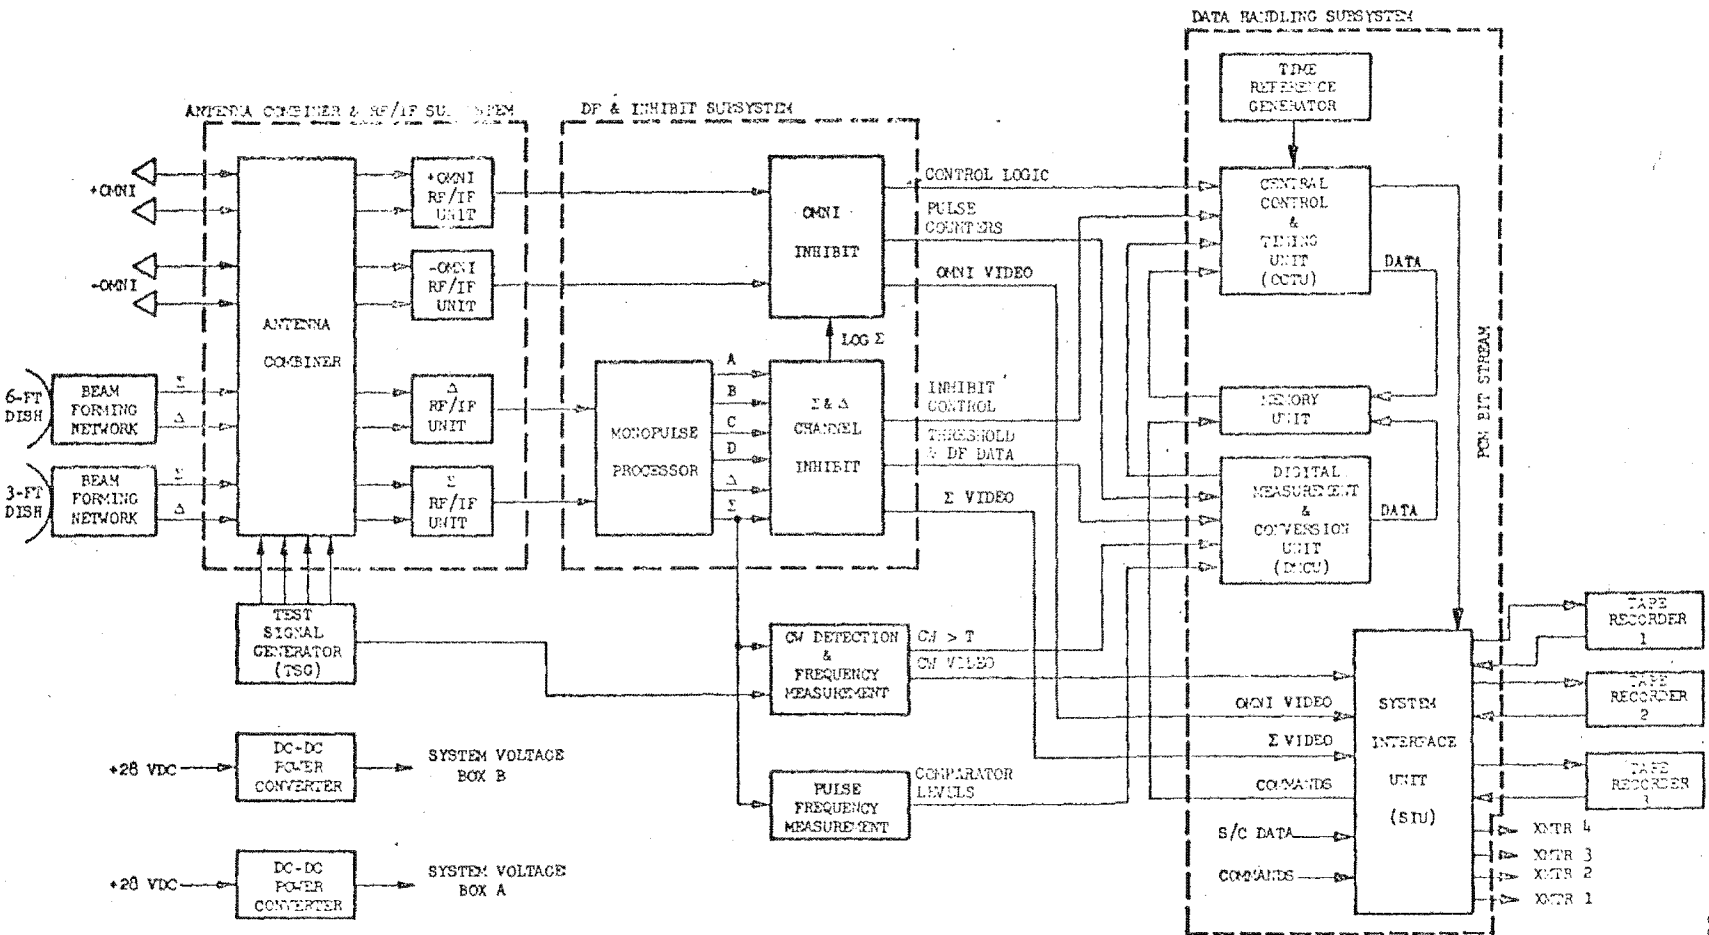 DATA HANDLING SUBSYSTEM
TIME
REFERENCE
GENERATOR
ANTENNA COMBINER & RF/IF
DF & INHIBIT SUBSYSTEM
+OMNI
-OMNI
6-FT
DISH
3-FT
DISH
BEAM
FORMING
NETWORK
Σ
Δ
BEAM
FORMING
NETWORK
Σ
Δ
ANTENNA
COMBINER
+OMNI
RF/IF
UNIT
-OMNI
RF/IF
UNIT
Δ
RF/IF
UNIT
Σ
RF/IF
UNIT
MONOPULSE
PROCESSOR
A
B
C
D
Δ
Σ
OMNI
INHIBIT
LOG Σ
Σ & Δ
CHANNEL
INHIBIT
CONTROL LOGIC
PULSE
COUNTERS
OMNI VIDEO
INHIBIT
CONTROL
THRESHOLD
& DF DATA
Σ VIDEO
CENTRAL
CONTROL
&
TIMING
UNIT
(CCTU)
DATA
MEMORY
UNIT
DIGITAL
MEASUREMENT
&
CONVERSION
UNIT
(DMCU)
DATA
PCM BIT STREAM
TEST
SIGNAL
GENERATOR
(TSG)
CW DETECTION
&
FREQUENCY
MEASUREMENT
CW > T
CW VIDEO
PULSE
FREQUENCY
MEASUREMENT
COMPARATOR
LEVELS
+28 VDC
DC-DC
POWER
CONVERTER
SYSTEM VOLTAGE
BOX B
+28 VDC
DC-DC
POWER
CONVERTER
SYSTEM VOLTAGE
BOX A
OMNI VIDEO
Σ VIDEO
COMMANDS
S/C DATA
COMMANDS
SYSTEM
INTERFACE
UNIT
(SIU)
TAPE
RECORDER
1
TAPE
RECORDER
2
TAPE
RECORDER
3
XMTR 4
XMTR 3
XMTR 2
XMTR 1